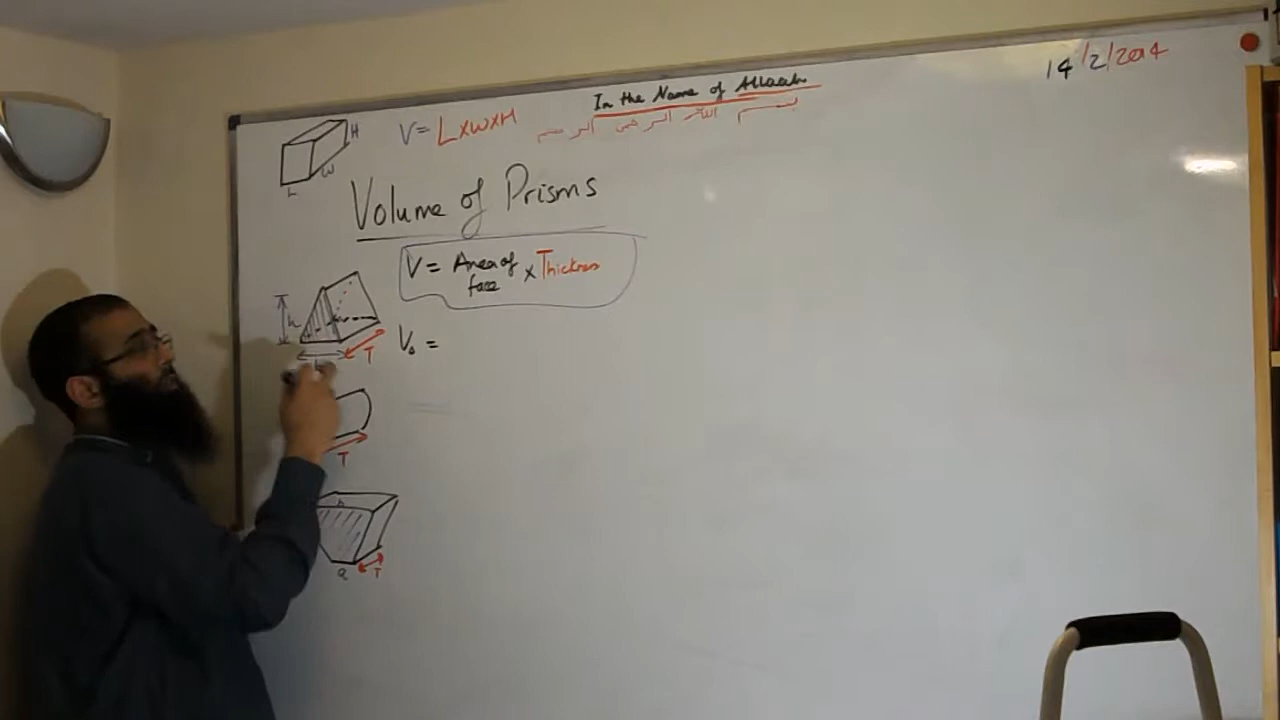 14/2/2014
In the Name of Allaah
بسم الله الرحمن الرحيم
V = L×W×H
H
W
L
Volume of Prisms
V = Area of face × Thickness
h
T
V₀ =
T
b
a
T